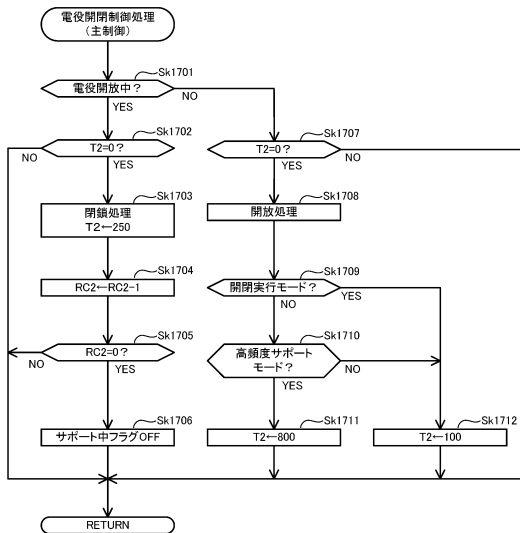 電役開閉制御処理
(主制御)
Sk1701
電役開放中?
YES
NO
Sk1702
T2=0?
NO
YES
Sk1707
T2=0?
YES
NO
Sk1703
閉鎖処理
T2←250
Sk1708
開放処理
Sk1704
RC2←RC2-1
Sk1709
開閉実行モード?
NO
YES
Sk1705
RC2=0?
NO
YES
Sk1710
高頻度サポート
モード?
NO
YES
Sk1706
サポート中フラグOFF
Sk1711
T2←800
Sk1712
T2←100
RETURN